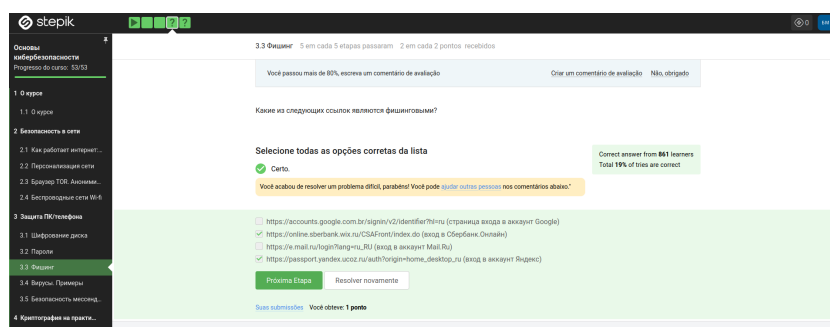 stepik
0
БМ
Основы
кибербезопасности
Progresso do curso: 53/53
1 О курсе
1.1 О курсе
2 Безопасность в сети
2.1 Как работает интернет:...
2.2 Персонализация сети
2.3 Браузер TOR. Анонимн...
2.4 Беспроводные сети Wi-fi
3 Защита ПК/телефона
3.1 Шифрование диска
3.2 Пароли
3.3 Фишинг
3.4 Вирусы. Примеры
3.5 Безопасность мессенд...
4 Криптография на практи...
3.3 Фишинг 5 em cada 5 etapas passaram 2 em cada 2 pontos recebidos
Você passou mais de 80%, escreva um comentário de avaliação
Criar um comentário de avaliação Não, obrigado
Какие из следующих ссылок являются фишинговыми?
Selecione todas as opções corretas da lista
Certo.
Você acabou de resolver um problema difícil, parabéns! Você pode ajudar outras pessoas nos comentários abaixo."
Correct answer from 861 learners
Total 19% of tries are correct
https://accounts.google.com.br/signin/v2/identifier?hl=ru (страница входа в аккаунт Google)
https://online.sberbank.wix.ru/CSAFront/index.do (вход в Сбербанк.Онлайн)
https://e.mail.ru/login?lang=ru_RU (вход в аккаунт Mail.Ru)
https://passport.yandex.ucoz.ru/auth?origin=home_desktop_ru (вход в аккаунт Яндекс)
Próxima Etapa
Resolver novamente
Suas submissões Você obteve: 1 ponto